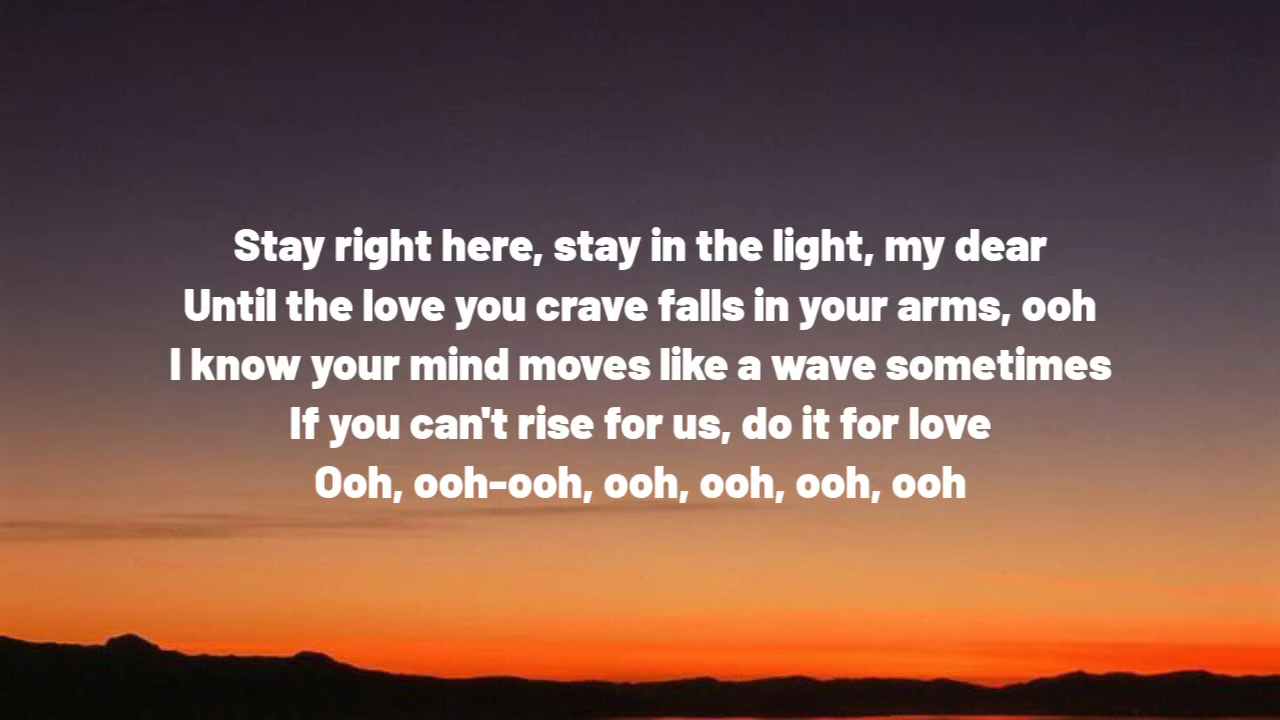 Stay right here, stay in the light, my dear
Until the love you crave falls in your arms, ooh
I know your mind moves like a wave sometimes
If you can't rise for us, do it for love
Ooh, ooh-ooh, ooh, ooh, ooh, ooh